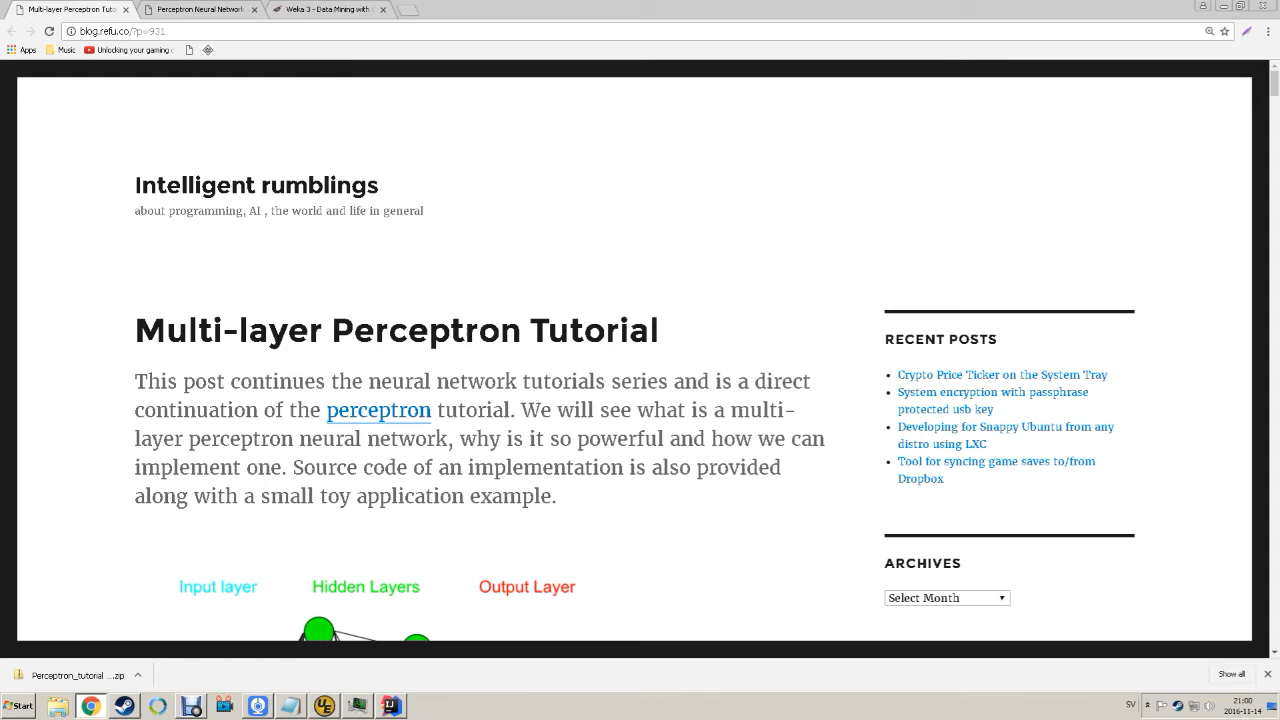 Multi-layer Perceptron Tuto
Perceptron Neural Network
Weka 3 - Data Mining with
blog.refu.co/?p=931
Apps
Music
Unlocking your gaming
Intelligent rumblings
about programming, AI , the world and life in general
Multi-layer Perceptron Tutorial
This post continues the neural network tutorials series and is a direct
continuation of the perceptron tutorial. We will see what is a multi-
layer perceptron neural network, why is it so powerful and how we can
implement one. Source code of an implementation is also provided
along with a small toy application example.
Input layer
Hidden Layers
Output Layer
RECENT POSTS
Crypto Price Ticker on the System Tray
System encryption with passphrase
protected usb key
Developing for Snappy Ubuntu from any
distro using LXC
Tool for syncing game saves to/from
Dropbox
ARCHIVES
Select Month
Perceptron_tutorial ....zip
Show all
Start
SV
21:00
2016-11-14